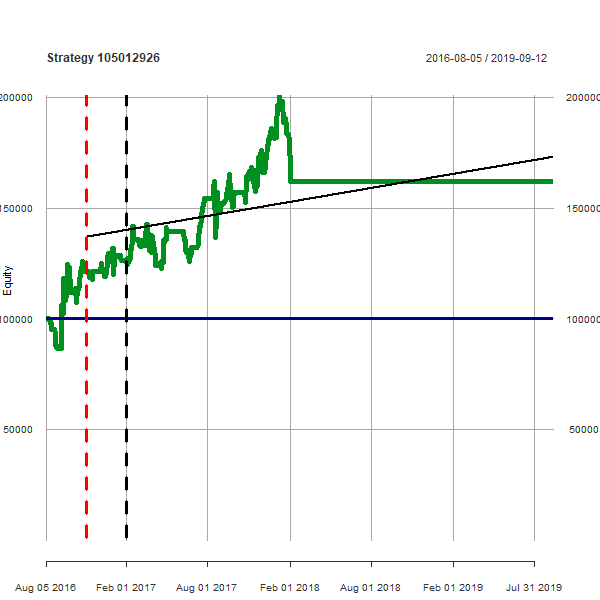 Strategy 105012926 2016-08-05 / 2019-09-12
200000 200000
150000 150000
Equity
100000 100000
50000 50000
Aug 05 2016 Feb 01 2017 Aug 01 2017 Feb 01 2018 Aug 01 2018 Feb 01 2019 Jul 31 2019